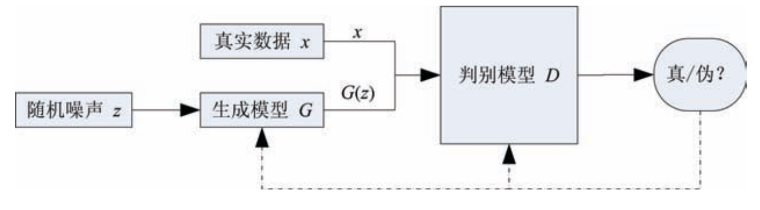 真实数据 x
x
随机噪声 z
生成模型 G
G(z)
判别模型 D
真/伪?